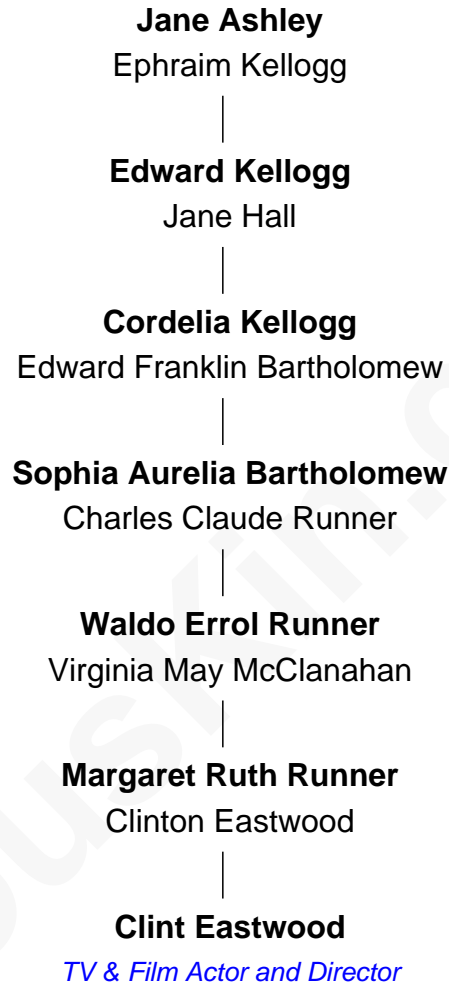 Jane Ashley
Ephraim Kellogg
Edward Kellogg
Jane Hall
Cordelia Kellogg
Edward Franklin Bartholomew
Sophia Aurelia Bartholomew
Charles Claude Runner
Waldo Errol Runner
Virginia May McClanahan
Margaret Ruth Runner
Clinton Eastwood
Clint Eastwood
TV & Film Actor and Director